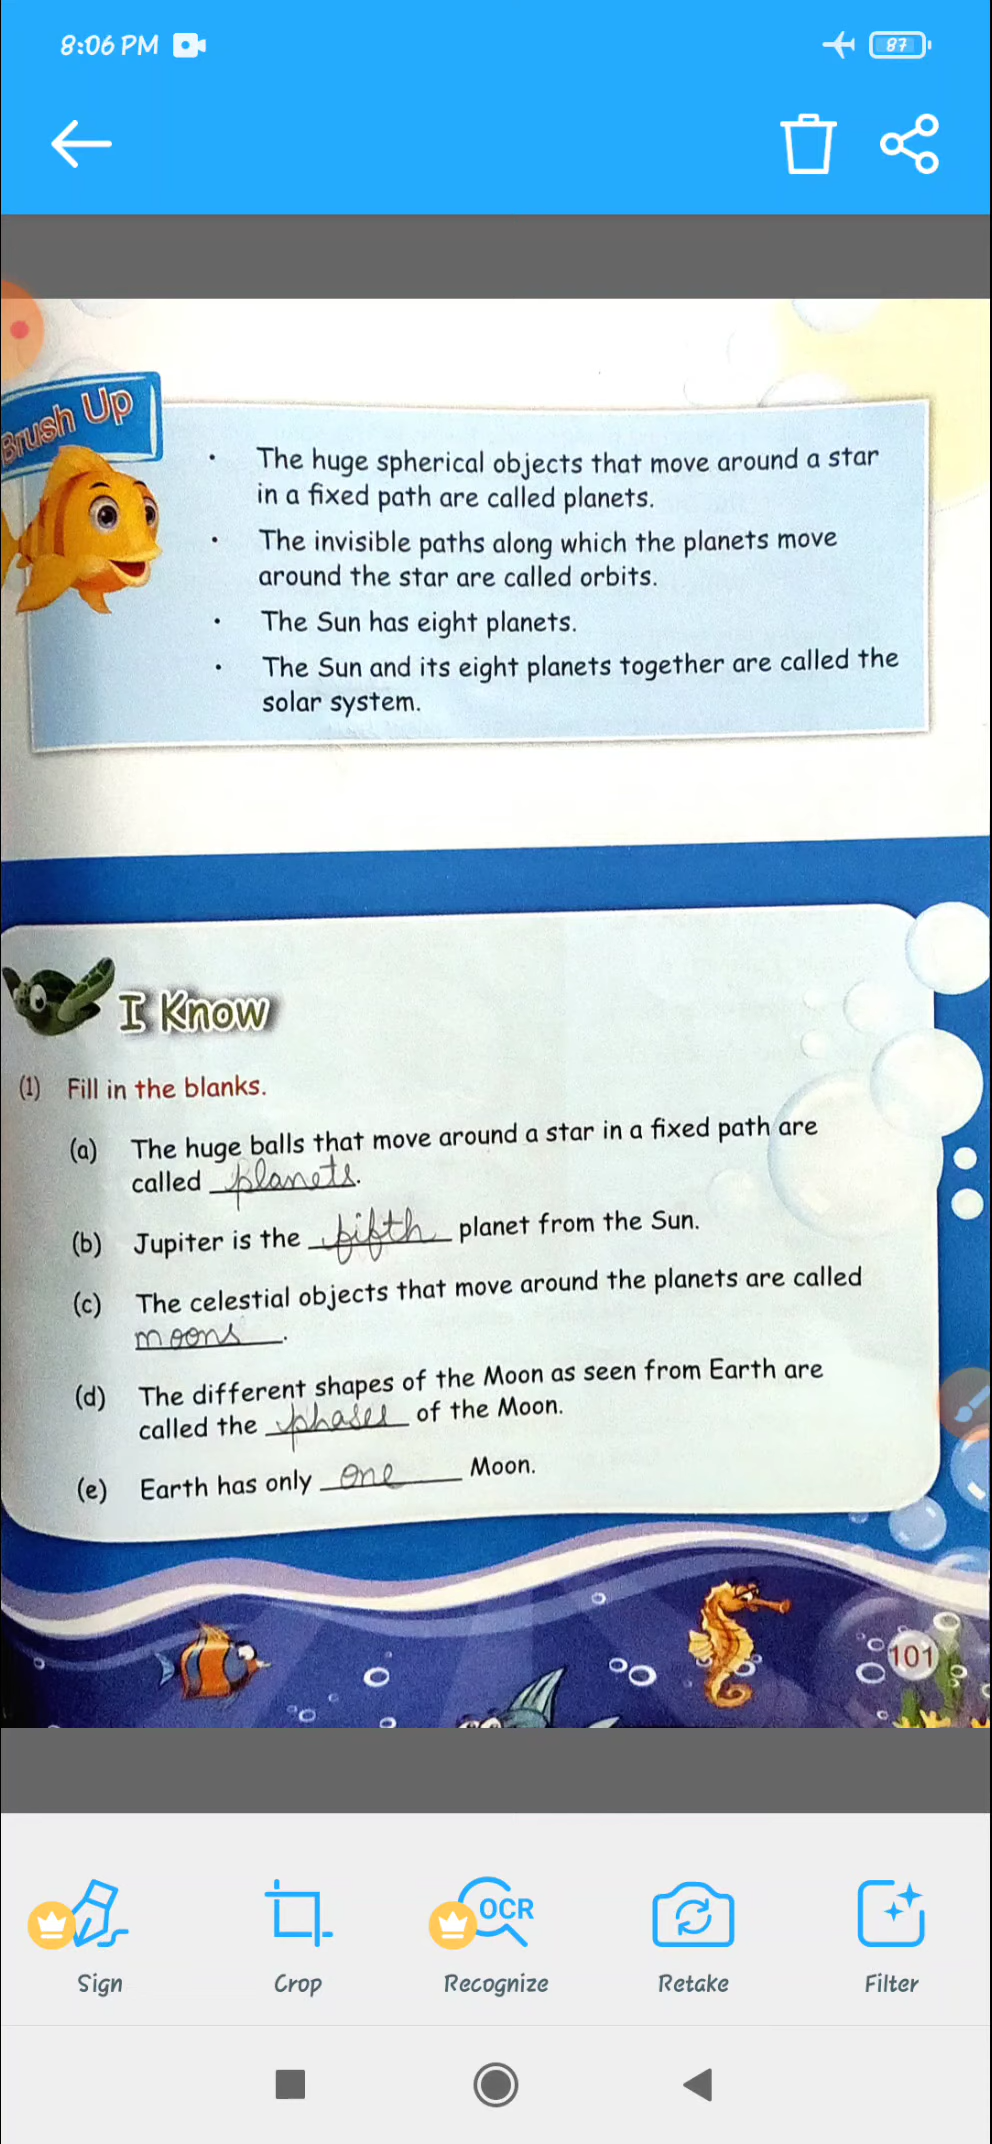 8:06 PM
87
Brush Up
• The huge spherical objects that move around a star
in a fixed path are called planets.
• The invisible paths along which the planets move
around the star are called orbits.
• The Sun has eight planets.
• The Sun and its eight planets together are called the
solar system.
I Know
(1) Fill in the blanks.
(a) The huge balls that move around a star in a fixed path are
called planets.
(b) Jupiter is the fifth planet from the Sun.
(c) The celestial objects that move around the planets are called
moons.
(d) The different shapes of the Moon as seen from Earth are
called the phases of the Moon.
(e) Earth has only one Moon.
101
OCR
Sign Crop Recognize Retake Filter